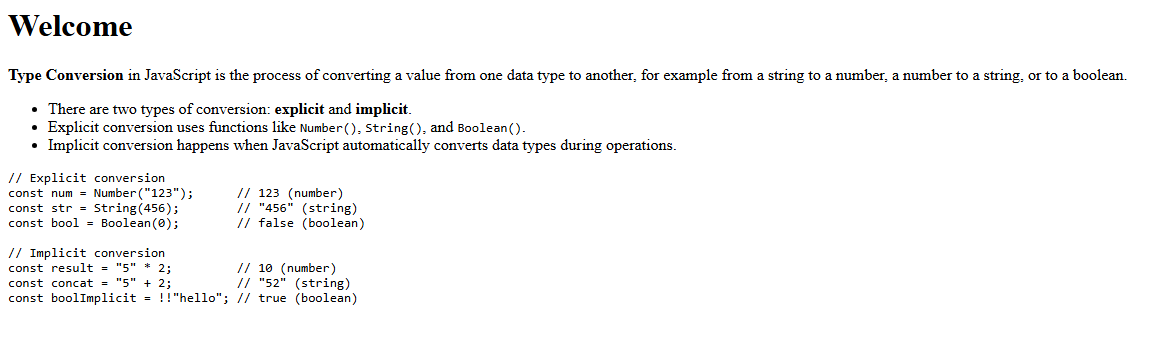 Welcome
Type Conversion in JavaScript is the process of converting a value from one data type to another, for example from a string to a number, a number to a string, or to a boolean.
• There are two types of conversion: explicit and implicit.
• Explicit conversion uses functions like Number(), String(), and Boolean().
• Implicit conversion happens when JavaScript automatically converts data types during operations.
// Explicit conversion
const num = Number("123");      // 123 (number)
const str = String(456);        // "456" (string)
const bool = Boolean(0);        // false (boolean)
// Implicit conversion
const result = "5" * 2;         // 10 (number)
const concat = "5" + 2;         // "52" (string)
const boolImplicit = !!"hello"; // true (boolean)